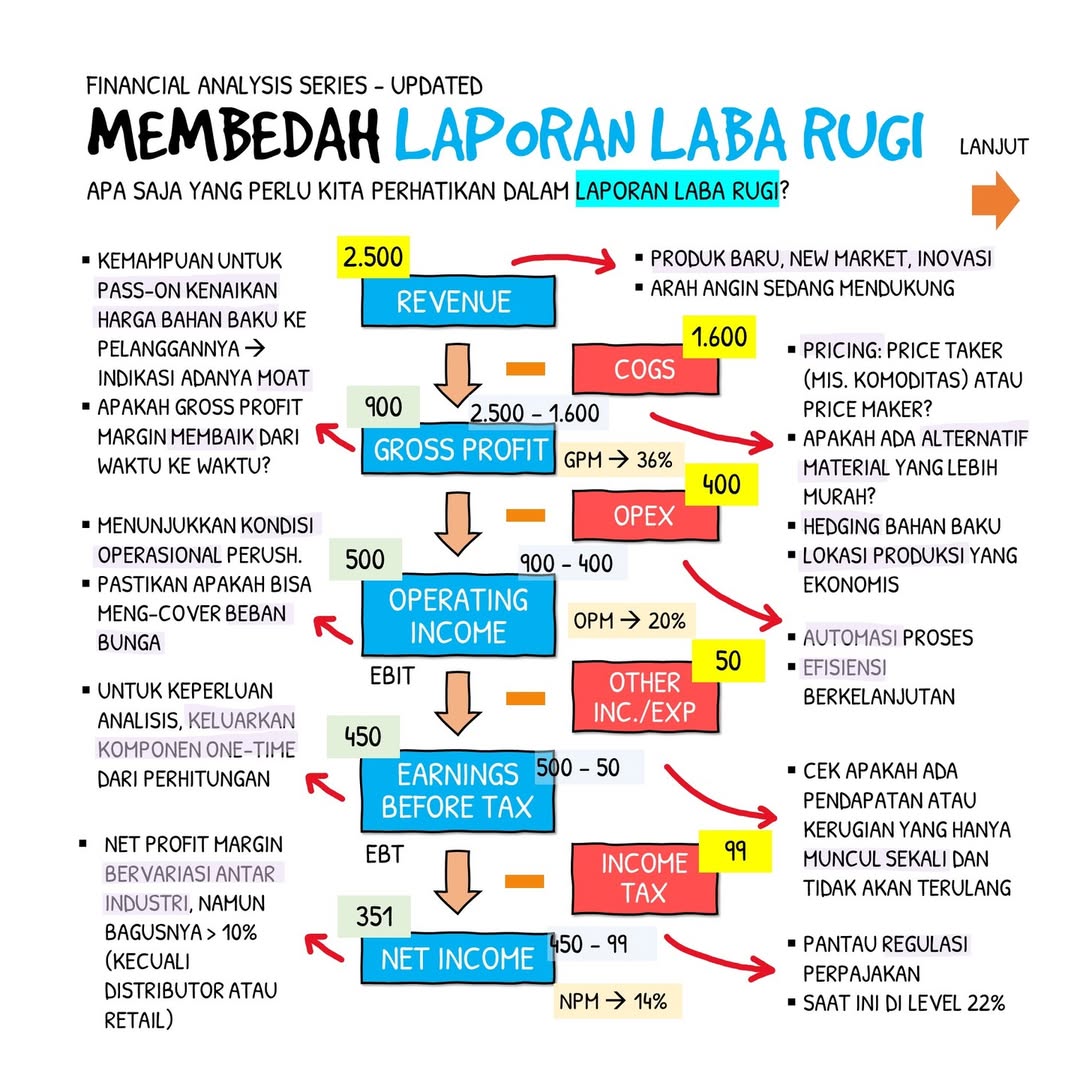 FINANCIAL ANALYSIS SERIES - UPDATED
MEMBEDAH LAPORAN LABA RUGI
LANJUT
APA SAJA YANG PERLU KITA PERHATIKAN DALAM LAPORAN LABA RUGI?
▪ KEMAMPUAN UNTUK
PASS-ON KENAIKAN
HARGA BAHAN BAKU KE
PELANGGANNYA →
INDIKASI ADANYA MOAT
▪ APAKAH GROSS PROFIT
MARGIN MEMBAIK DARI
WAKTU KE WAKTU?
▪ MENUNJUKKAN KONDISI
OPERASIONAL PERUSH.
▪ PASTIKAN APAKAH BISA
MENG-COVER BEBAN
BUNGA
▪ UNTUK KEPERLUAN
ANALISIS, KELUARKAN
KOMPONEN ONE-TIME
DARI PERHITUNGAN
▪ NET PROFIT MARGIN
BERVARIASI ANTAR
INDUSTRI, NAMUN
BAGUSNYA > 10%
(KECUALI
DISTRIBUTOR ATAU
RETAIL)
2.500
REVENUE
1.600
COGS
900
2.500 - 1.600
GROSS PROFIT
GPM → 36%
400
OPEX
500
900 - 400
OPERATING
INCOME
OPM → 20%
EBIT
50
OTHER
INC./EXP
450
500 - 50
EARNINGS
BEFORE TAX
EBT
99
INCOME
TAX
351
450 - 99
NET INCOME
NPM → 14%
▪ PRODUK BARU, NEW MARKET, INOVASI
▪ ARAH ANGIN SEDANG MENDUKUNG
▪ PRICING: PRICE TAKER
(MIS. KOMODITAS) ATAU
PRICE MAKER?
▪ APAKAH ADA ALTERNATIF
MATERIAL YANG LEBIH
MURAH?
▪ HEDGING BAHAN BAKU
▪ LOKASI PRODUKSI YANG
EKONOMIS
▪ AUTOMASI PROSES
▪ EFISIENSI
BERKELANJUTAN
▪ CEK APAKAH ADA
PENDAPATAN ATAU
KERUGIAN YANG HANYA
MUNCUL SEKALI DAN
TIDAK AKAN TERULANG
▪ PANTAU REGULASI
PERPAJAKAN
▪ SAAT INI DI LEVEL 22%